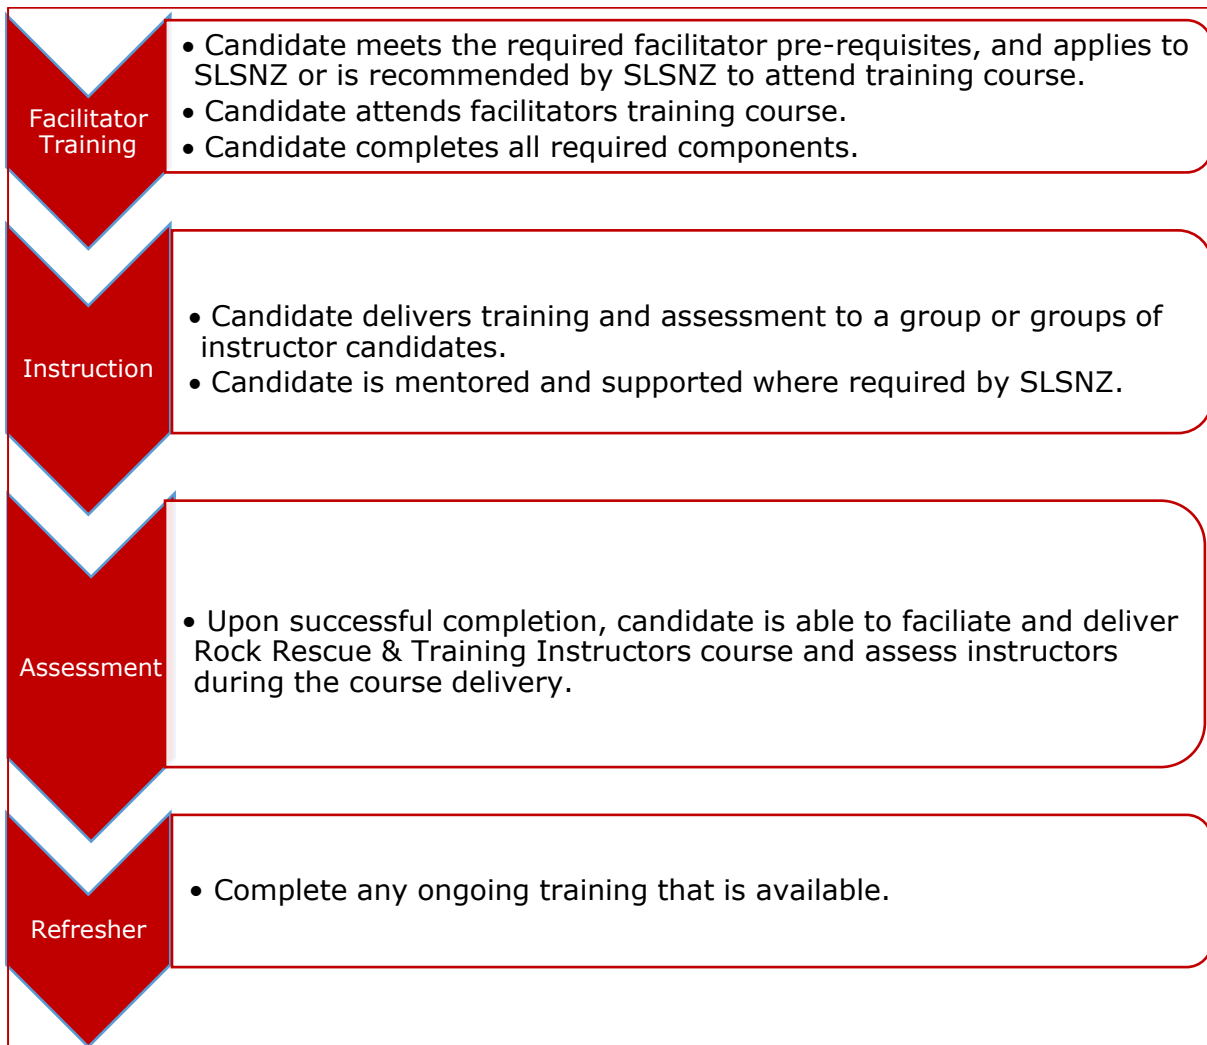 Facilitator
Training
• Candidate meets the required facilitator pre-requisites, and applies to
SLSNZ or is recommended by SLSNZ to attend training course.
• Candidate attends facilitators training course.
• Candidate completes all required components.
Instruction
• Candidate delivers training and assessment to a group or groups of
instructor candidates.
• Candidate is mentored and supported where required by SLSNZ.
Assessment
• Upon successful completion, candidate is able to faciliate and deliver
Rock Rescue & Training Instructors course and assess instructors
during the course delivery.
Refresher
• Complete any ongoing training that is available.